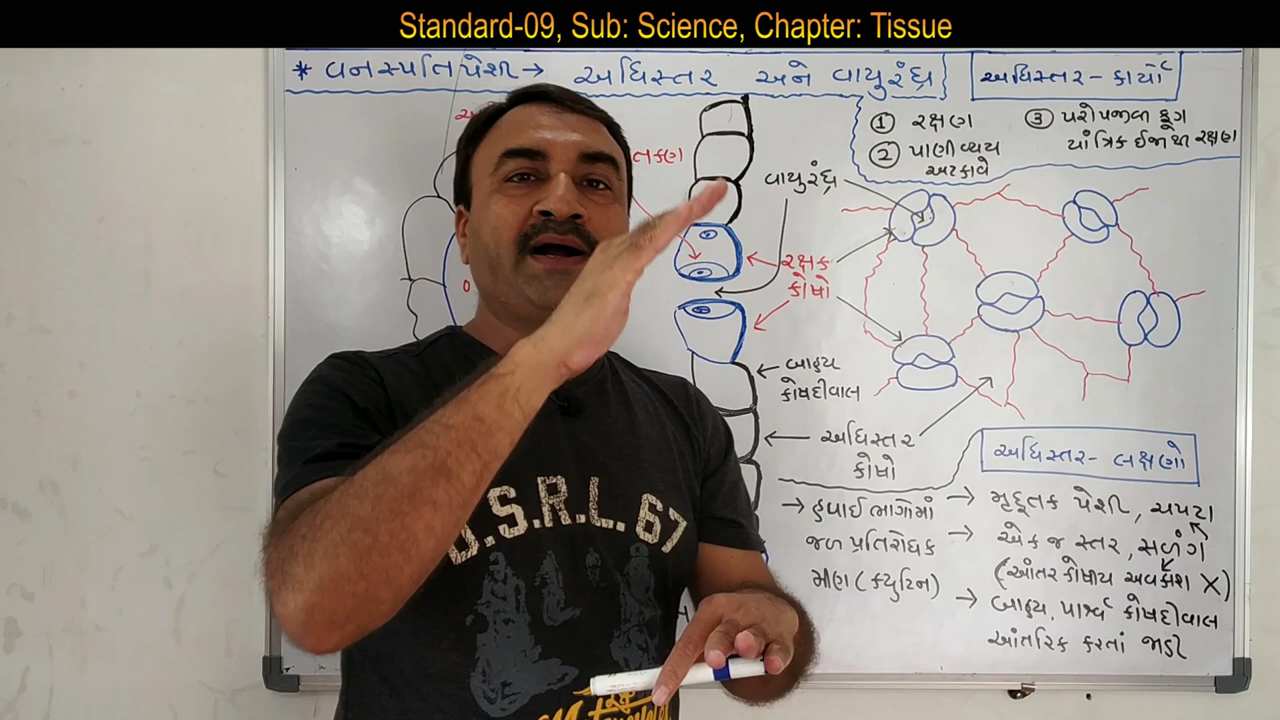 Standard-09, Sub: Science, Chapter: Tissue
* વનસ્પતિ પેશી → અધિસ્તર અને વાયુરંધ્ર
અધિસ્તર - કાર્યો
① રક્ષણ
② પાણી વ્યય
અટકાવે
③ પરોપજીવી ફૂગ
યાંત્રિક ઈજાથી રક્ષણ
તકણ
વાયુરંધ્ર
રક્ષક
કોષો
બાહ્ય
કોષદીવાલ
અધિસ્તર
કોષો
→ હવાઈ ભાગોમાં
જળ પ્રતિરોધક
મીણ (ક્યુટિન)
અધિસ્તર - લક્ષણો
→ મૃદૂતક પેશી, ચપટા
→ એક જ સ્તર, સળંગ
(આંતરકોષીય અવકાશ X)
→ બાહ્ય, પાર્શ્વ કોષદીવાલ
આંતરિક કરતાં જાડી
U.S.R.L. 67